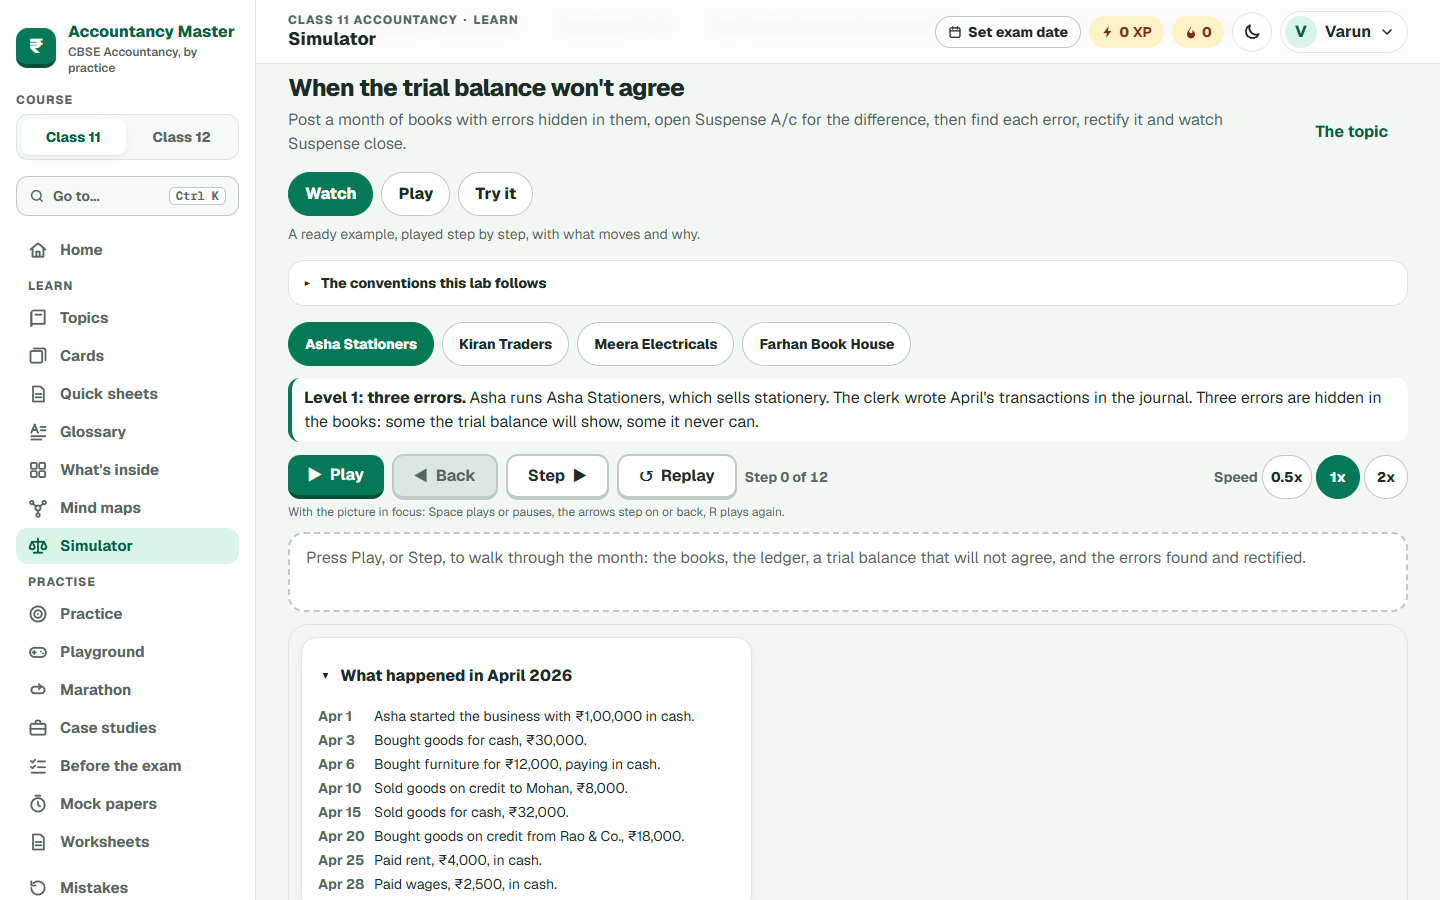 Accountancy Master
CBSE Accountancy, by
practice
COURSE
Class 11
Class 12
Go to...
Ctrl K
Home
LEARN
Topics
Cards
Quick sheets
Glossary
What's inside
Mind maps
Simulator
PRACTISE
Practice
Playground
Marathon
Case studies
Before the exam
Mock papers
Worksheets
Mistakes
CLASS 11 ACCOUNTANCY · LEARN
Simulator
Set exam date
0 XP
0
V
Varun
When the trial balance won't agree
Post a month of books with errors hidden in them, open Suspense A/c for the difference, then find each error, rectify it and watch
Suspense close.
The topic
Watch
Play
Try it
A ready example, played step by step, with what moves and why.
The conventions this lab follows
Asha Stationers
Kiran Traders
Meera Electricals
Farhan Book House
Level 1: three errors. Asha runs Asha Stationers, which sells stationery. The clerk wrote April's transactions in the journal. Three errors are hidden in
the books: some the trial balance will show, some it never can.
Play
Back
Step
Replay
Step 0 of 12
Speed
0.5x
1x
2x
With the picture in focus: Space plays or pauses, the arrows step on or back, R plays again.
Press Play, or Step, to walk through the month: the books, the ledger, a trial balance that will not agree, and the errors found and rectified.
What happened in April 2026
Apr 1 Asha started the business with ₹1,00,000 in cash.
Apr 3 Bought goods for cash, ₹30,000.
Apr 6 Bought furniture for ₹12,000, paying in cash.
Apr 10 Sold goods on credit to Mohan, ₹8,000.
Apr 15 Sold goods for cash, ₹32,000.
Apr 20 Bought goods on credit from Rao & Co., ₹18,000.
Apr 25 Paid rent, ₹4,000, in cash.
Apr 28 Paid wages, ₹2,500, in cash.